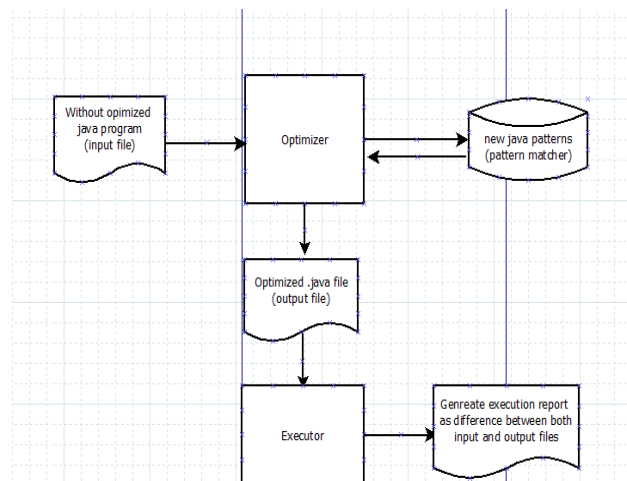 Without opimized
java program
(input file)
Optimizer
new java patterns
(pattern matcher)
Optimized .java file
(output file)
Executor
Genreate execution report
as difference between both
input and output files